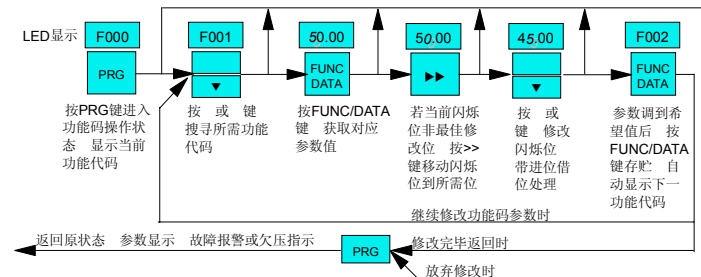 LED显示
F000
F001
50.00
50.00
45.00
F002
PRG
▼
FUNC
DATA
▶▶
▼
FUNC
DATA
按PRG键进入
功能码操作状
态 显示当前
功能代码
按 或 键
搜寻所需功能
代码
按FUNC/DATA
键 获取对应
参数值
若当前闪烁
位非最佳修
改位 按>>
键移动闪烁
位到所需位
按 或
键 修改
闪烁位
带进位借
位处理
参数调到希
望值后 按
FUNC/DATA
键存贮 自
动显示下一
功能代码
继续修改功能码参数时
返回原状态 参数显示 故障报警或欠压指示
PRG
修改完毕返回时
放弃修改时